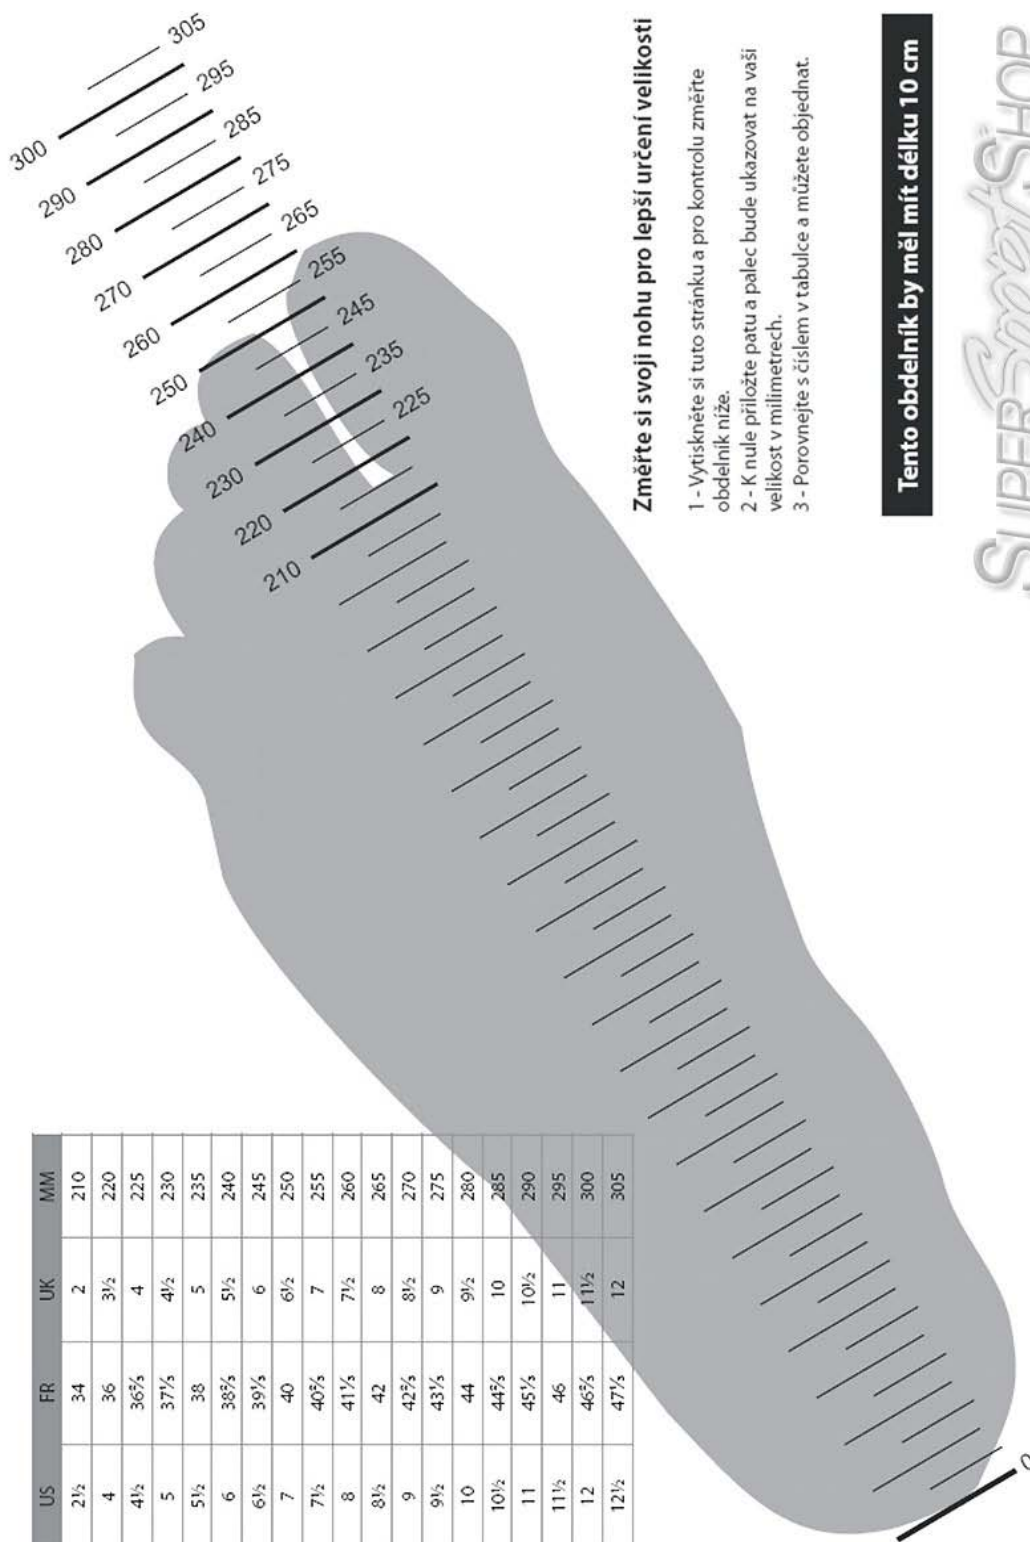 US FR UK MM
2½ 34 2 210
4 36 3½ 220
4½ 36⅔ 4 225
5 37⅓ 4½ 230
5½ 38 5 235
6 38⅔ 5½ 240
6½ 39⅓ 6 245
7 40 6½ 250
7½ 40⅔ 7 255
8 41⅓ 7½ 260
8½ 42 8 265
9 42⅔ 8½ 270
9½ 43⅓ 9 275
10 44 9½ 280
10½ 44⅔ 10 285
11 45⅓ 10½ 290
11½ 46 11 295
12 46⅔ 11½ 300
12½ 47⅓ 12 305
0
210
220
225
230
235
240
245
250
255
260
265
270
275
280
285
290
295
300
305
Změřte si svoji nohu pro lepší určení velikosti
1 - Vytiskněte si tuto stránku a pro kontrolu změřte
obdelník níže.
2 - K nule přiložte patu a palec bude ukazovat na vaši
velikost v milimetrech.
3 - Porovnejte s číslem v tabulce a můžete objednat.
Tento obdelník by měl mít délku 10 cm
SUPER Sport SHOP